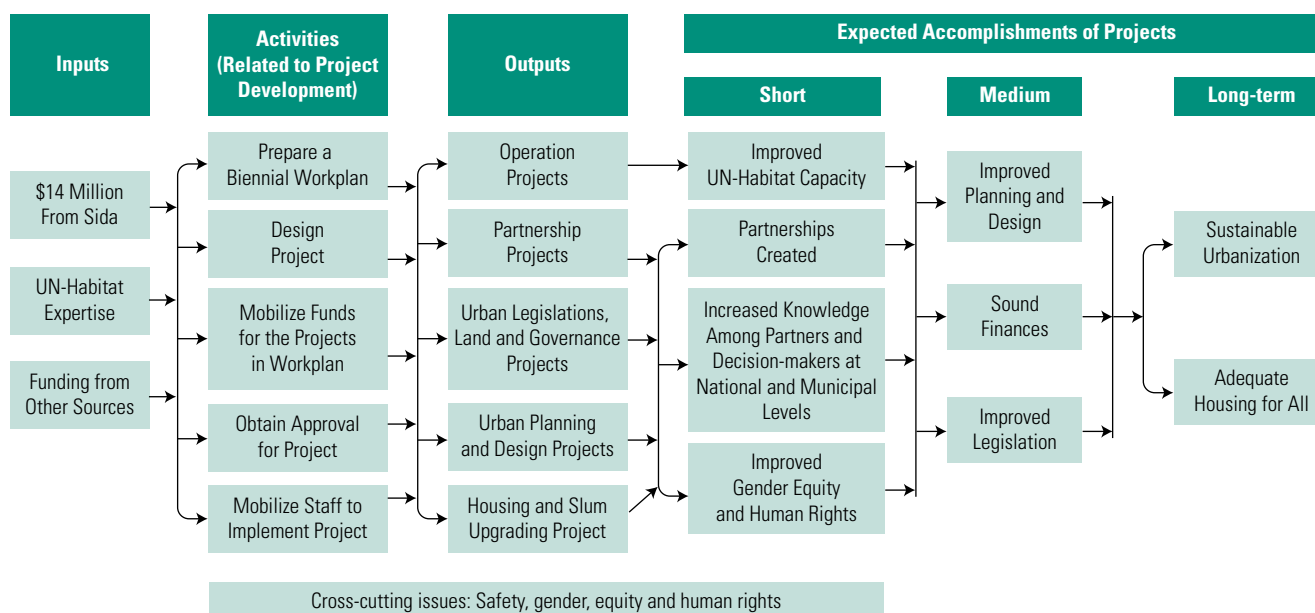 Inputs
Activities
(Related to Project
Development)
Outputs
Expected Accomplishments of Projects
Short
Medium
Long-term
$14 Million
From Sida
UN-Habitat
Expertise
Funding from
Other Sources
Prepare a
Biennial Workplan
Design
Project
Mobilize Funds
for the Projects
in Workplan
Obtain Approval
for Project
Mobilize Staff to
Implement Project
Operation
Projects
Partnership
Projects
Urban Legislations,
Land and Governance
Projects
Urban Planning
and Design Projects
Housing and Slum
Upgrading Project
Improved
UN-Habitat Capacity
Partnerships
Created
Increased Knowledge
Among Partners and
Decision-makers at
National and Municipal
Levels
Improved
Gender Equity
and Human Rights
Improved
Planning and
Design
Sound
Finances
Improved
Legislation
Sustainable
Urbanization
Adequate
Housing for All
Cross-cutting issues: Safety, gender, equity and human rights